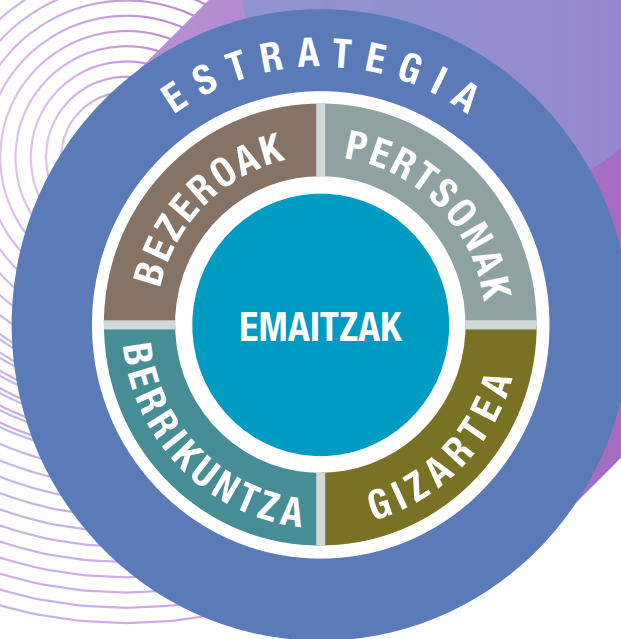 ESTRATEGIA
BEZEROAK
PERTSONAK
EMAITZAK
BERRIKUNTZA
GIZARTEA